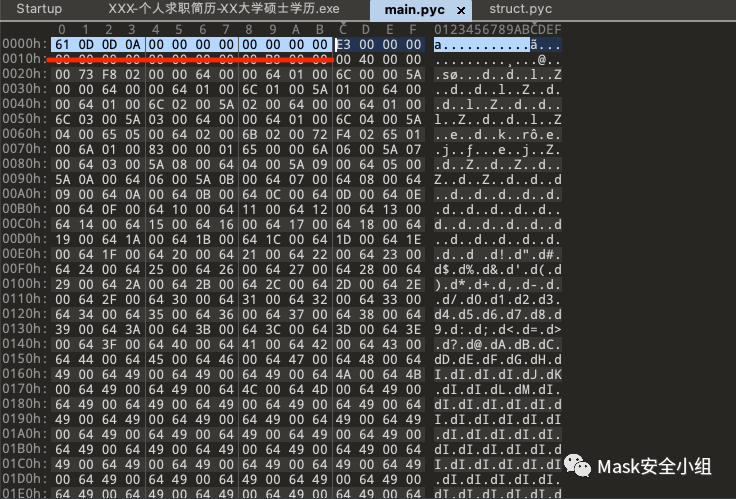 Startup XXX-个人求职简历-XX大学硕士学历.exe main.pyc × struct.pyc
0 1 2 3 4 5 6 7 8 9 A B C D E F 0123456789ABCDEF
0000h: 61 0D 0D 0A 00 00 00 00 00 00 00 00 E3 00 00 00 a...........ã...
0010h: 00 40 00 00 .........¸...@..
0020h: 00 73 F8 02 00 00 64 00 00 64 01 00 6C 00 00 5A .sø...d..d..l..Z
0030h: 00 00 64 00 00 64 01 00 6C 01 00 5A 01 00 64 00 ..d..d..l..Z..d.
0040h: 00 64 01 00 6C 02 00 5A 02 00 64 00 00 64 01 00 .d..l..Z..d..d..
0050h: 6C 03 00 5A 03 00 64 00 00 64 01 00 6C 04 00 5A l..Z..d..d..l..Z
0060h: 04 00 65 05 00 64 02 00 6B 02 00 72 F4 02 65 01 ..e..d..k..rô.e.
0070h: 00 6A 01 00 83 00 00 01 65 00 00 6A 06 00 5A 07 .j..ƒ...e..j..Z.
0080h: 00 64 03 00 5A 08 00 64 04 00 5A 09 00 64 05 00 .d..Z..d..Z..d..
0090h: 5A 0A 00 64 06 00 5A 0B 00 64 07 00 64 08 00 64 Z..d..Z..d..d..d
00A0h: 09 00 64 0A 00 64 0B 00 64 0C 00 64 0D 00 64 0E ..d..d..d..d..d.
00B0h: 00 64 0F 00 64 10 00 64 11 00 64 12 00 64 13 00 .d..d..d..d..d..
00C0h: 64 14 00 64 15 00 64 16 00 64 17 00 64 18 00 64 d..d..d..d..d..d
00D0h: 19 00 64 1A 00 64 1B 00 64 1C 00 64 1D 00 64 1E ..d..d..d..d..d.
00E0h: 00 64 1F 00 64 20 00 64 21 00 64 22 00 64 23 00 .d..d .d!.d".d#.
00F0h: 64 24 00 64 25 00 64 26 00 64 27 00 64 28 00 64 d$.d%.d&.d'.d(.d
0100h: 29 00 64 2A 00 64 2B 00 64 2C 00 64 2D 00 64 2E ).d*.d+.d,.d-.d.
0110h: 00 64 2F 00 64 30 00 64 31 00 64 32 00 64 33 00 .d/.d0.d1.d2.d3.
0120h: 64 34 00 64 35 00 64 36 00 64 37 00 64 38 00 64 d4.d5.d6.d7.d8.d
0130h: 39 00 64 3A 00 64 3B 00 64 3C 00 64 3D 00 64 3E 9.d:.d;.d<.d=.d>
0140h: 00 64 3F 00 64 40 00 64 41 00 64 42 00 64 43 00 .d?.d@.dA.dB.dC.
0150h: 64 44 00 64 45 00 64 46 00 64 47 00 64 48 00 64 dD.dE.dF.dG.dH.d
0160h: 49 00 64 49 00 64 49 00 64 49 00 64 4A 00 64 4B I.dI.dI.dI.dJ.dK
0170h: 00 64 49 00 64 49 00 64 4C 00 64 4D 00 64 49 00 .dI.dI.dL.dM.dI.
0180h: 64 49 00 64 49 00 64 49 00 64 49 00 64 49 00 64 dI.dI.dI.dI.dI.d
0190h: 49 00 64 49 00 64 49 00 64 49 00 64 49 00 64 49 I.dI.dI.dI.dI.dI
01A0h: 00 64 49 00 64 49 00 64 49 00 64 49 00 64 49 00 .dI.dI.dI.dI.dI.
01B0h: 64 49 00 64 49 00 64 49 00 64 49 00 64 49 00 64 dI.dI.dI.dI.dI.d
01C0h: 49 00 64 49 00 64 49 00 64 49 00 64 49 00 64 49 I.dI.dI.dI.dI.dI
01D0h: 00 64 49 00 64 49 00 64 49 00 64 49 00 64 49 00 .dI.dI.dI.dI.dI.
01E0h: 64 49 00 64 49 00 64 49 00 64 49 00 64 49 00 64 dI.dI.dI.dI.dI.d
Mask安全小组